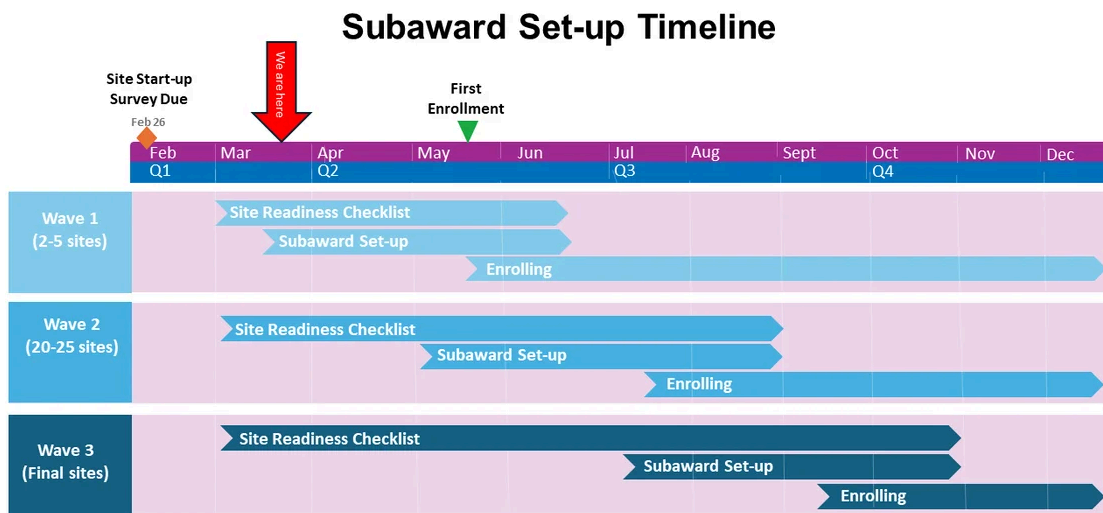 Subaward Set-up Timeline
We are here
Site Start-up
Survey Due
Feb 26
First
Enrollment
Feb Mar Apr May Jun Jul Aug Sept Oct Nov Dec
Q1 Q2 Q3 Q4
Wave 1
(2-5 sites)
Site Readiness Checklist
Subaward Set-up
Enrolling
Wave 2
(20-25 sites)
Site Readiness Checklist
Subaward Set-up
Enrolling
Wave 3
(Final sites)
Site Readiness Checklist
Subaward Set-up
Enrolling